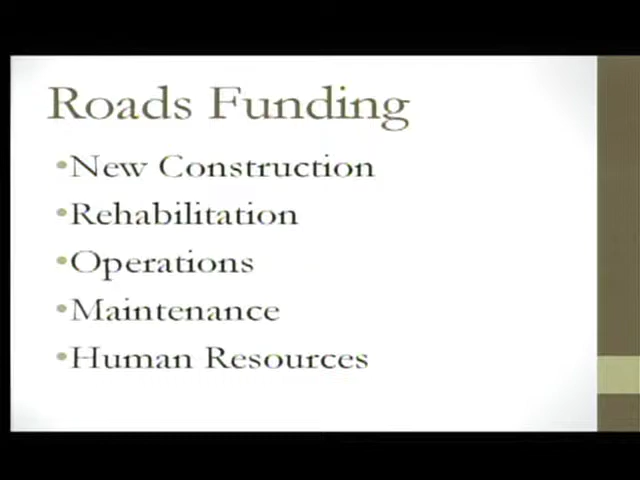 Roads Funding
•New Construction
•Rehabilitation
•Operations
•Maintenance
•Human Resources